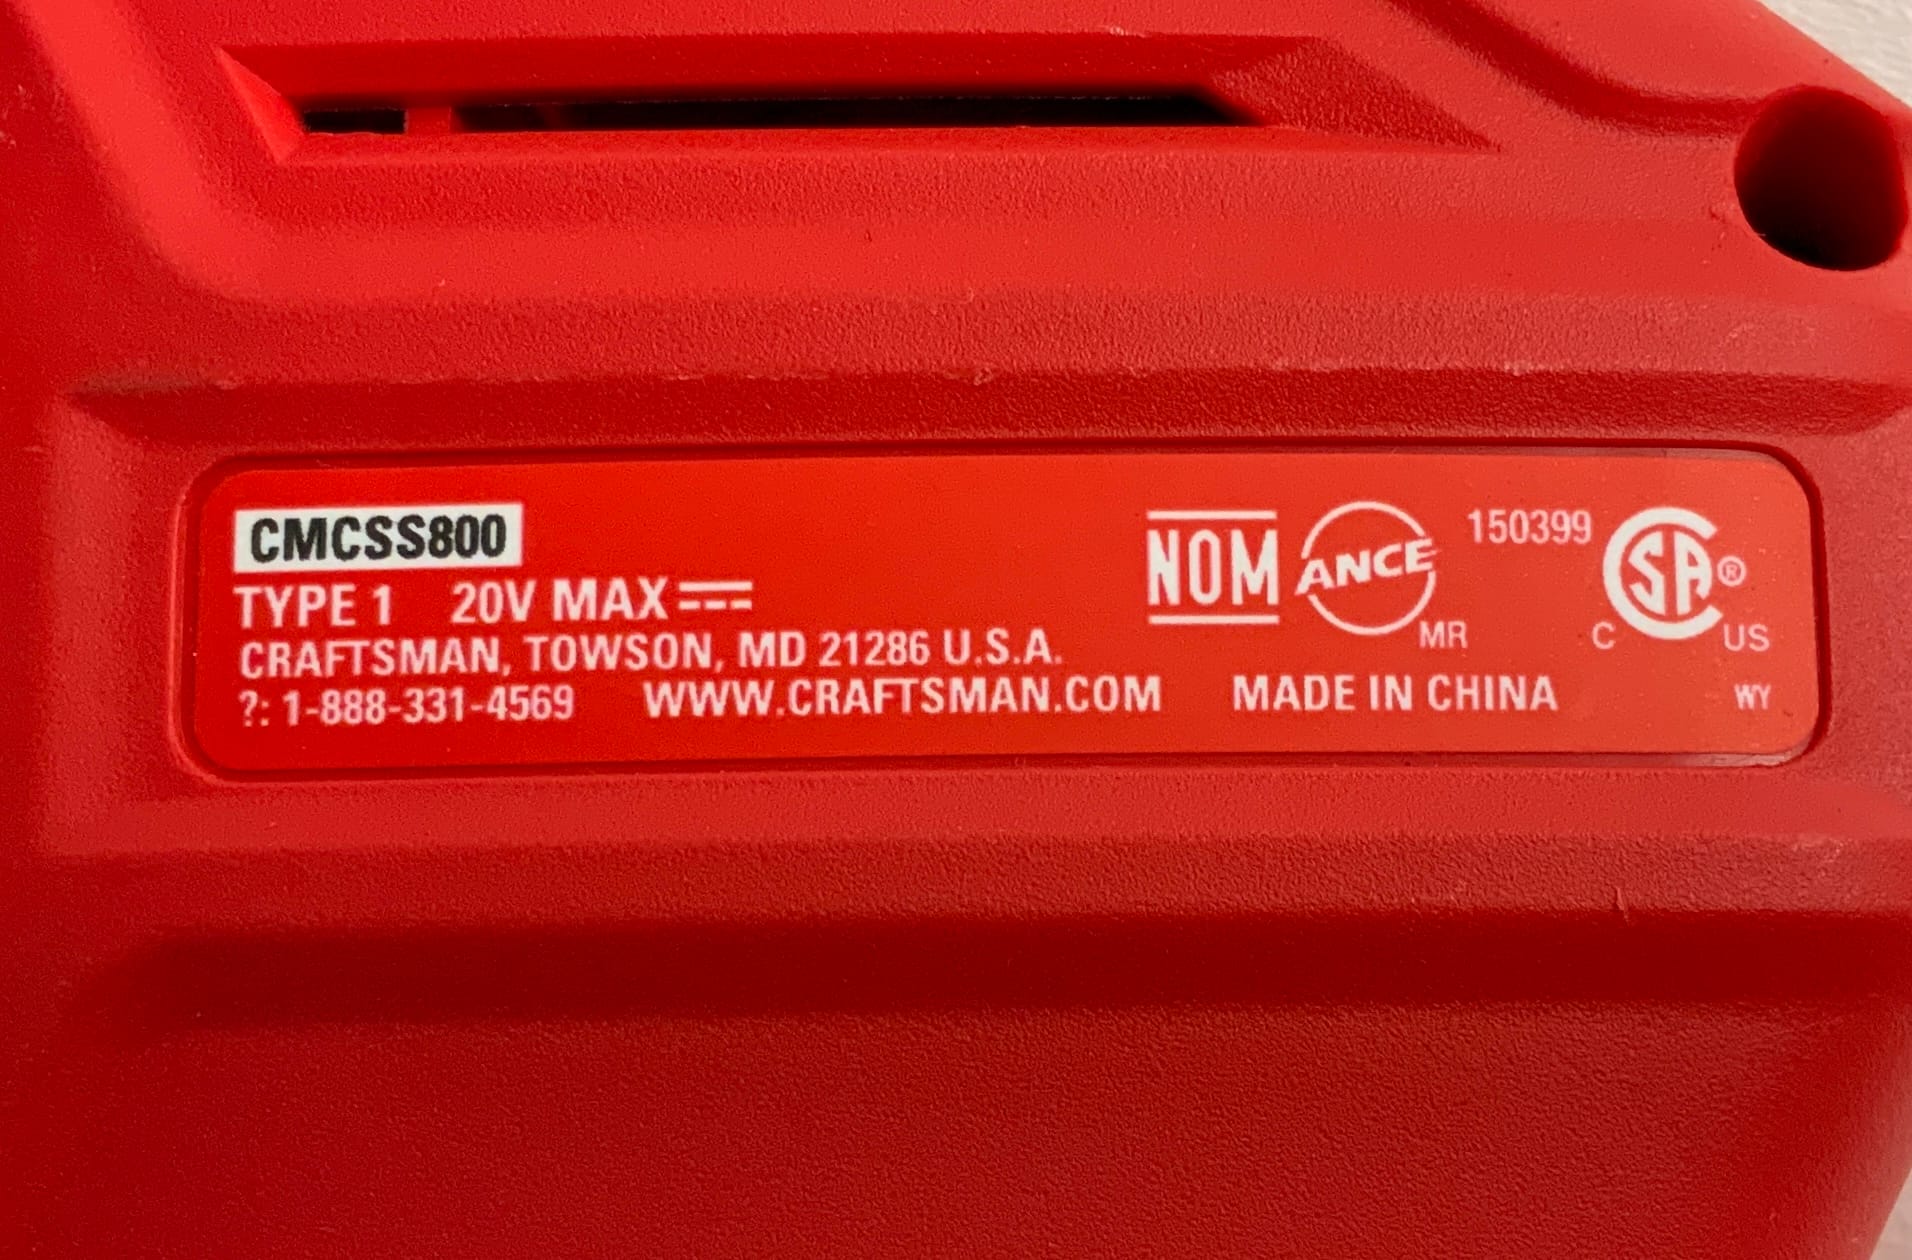 CMCSS800
TYPE 1 20V MAX
CRAFTSMAN, TOWSON, MD 21286 U.S.A.
?: 1-888-331-4569 WWW.CRAFTSMAN.COM MADE IN CHINA
NOM ANCE MR
150399
C SA® US
WY